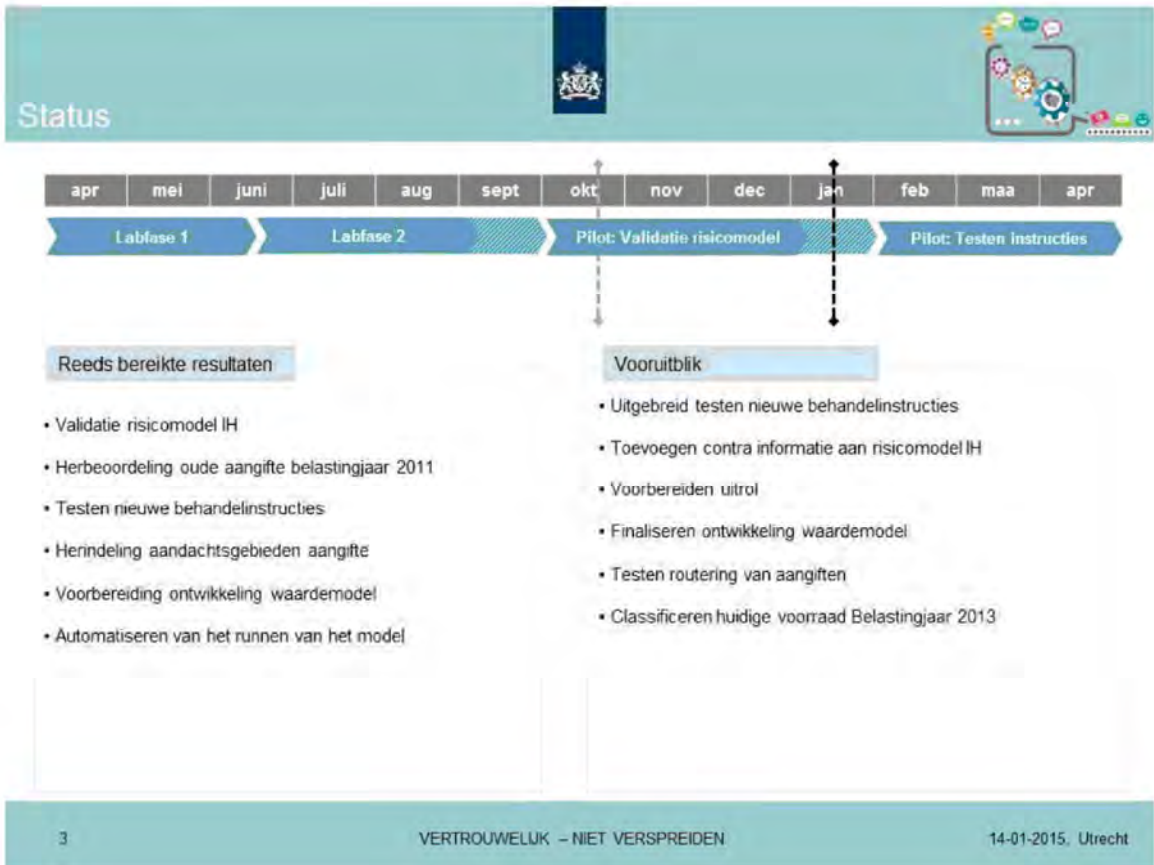 Status
apr mei juni juli aug sept okt nov dec jan feb maa apr
Labfase 1 Labfase 2 Pilot: Validatie risicomodel Pilot: Testen instructies
Reeds bereikte resultaten
• Validatie risicomodel IH
• Herbeoordeling oude aangifte belastingjaar 2011
• Testen nieuwe behandelinstructies
• Herindeling aandachtsgebieden aangifte
• Voorbereiding ontwikkeling waardemodel
• Automatiseren van het runnen van het model
Vooruitblik
• Uitgebreid testen nieuwe behandelinstructies
• Toevoegen contra informatie aan risicomodel IH
• Voorbereiden uitrol
• Finaliseren ontwikkeling waardemodel
• Testen routering van aangiften
• Classificeren huidige voorraad Belastingjaar 2013
3 VERTROUWELIJK – NIET VERSPREIDEN 14-01-2015, Utrecht